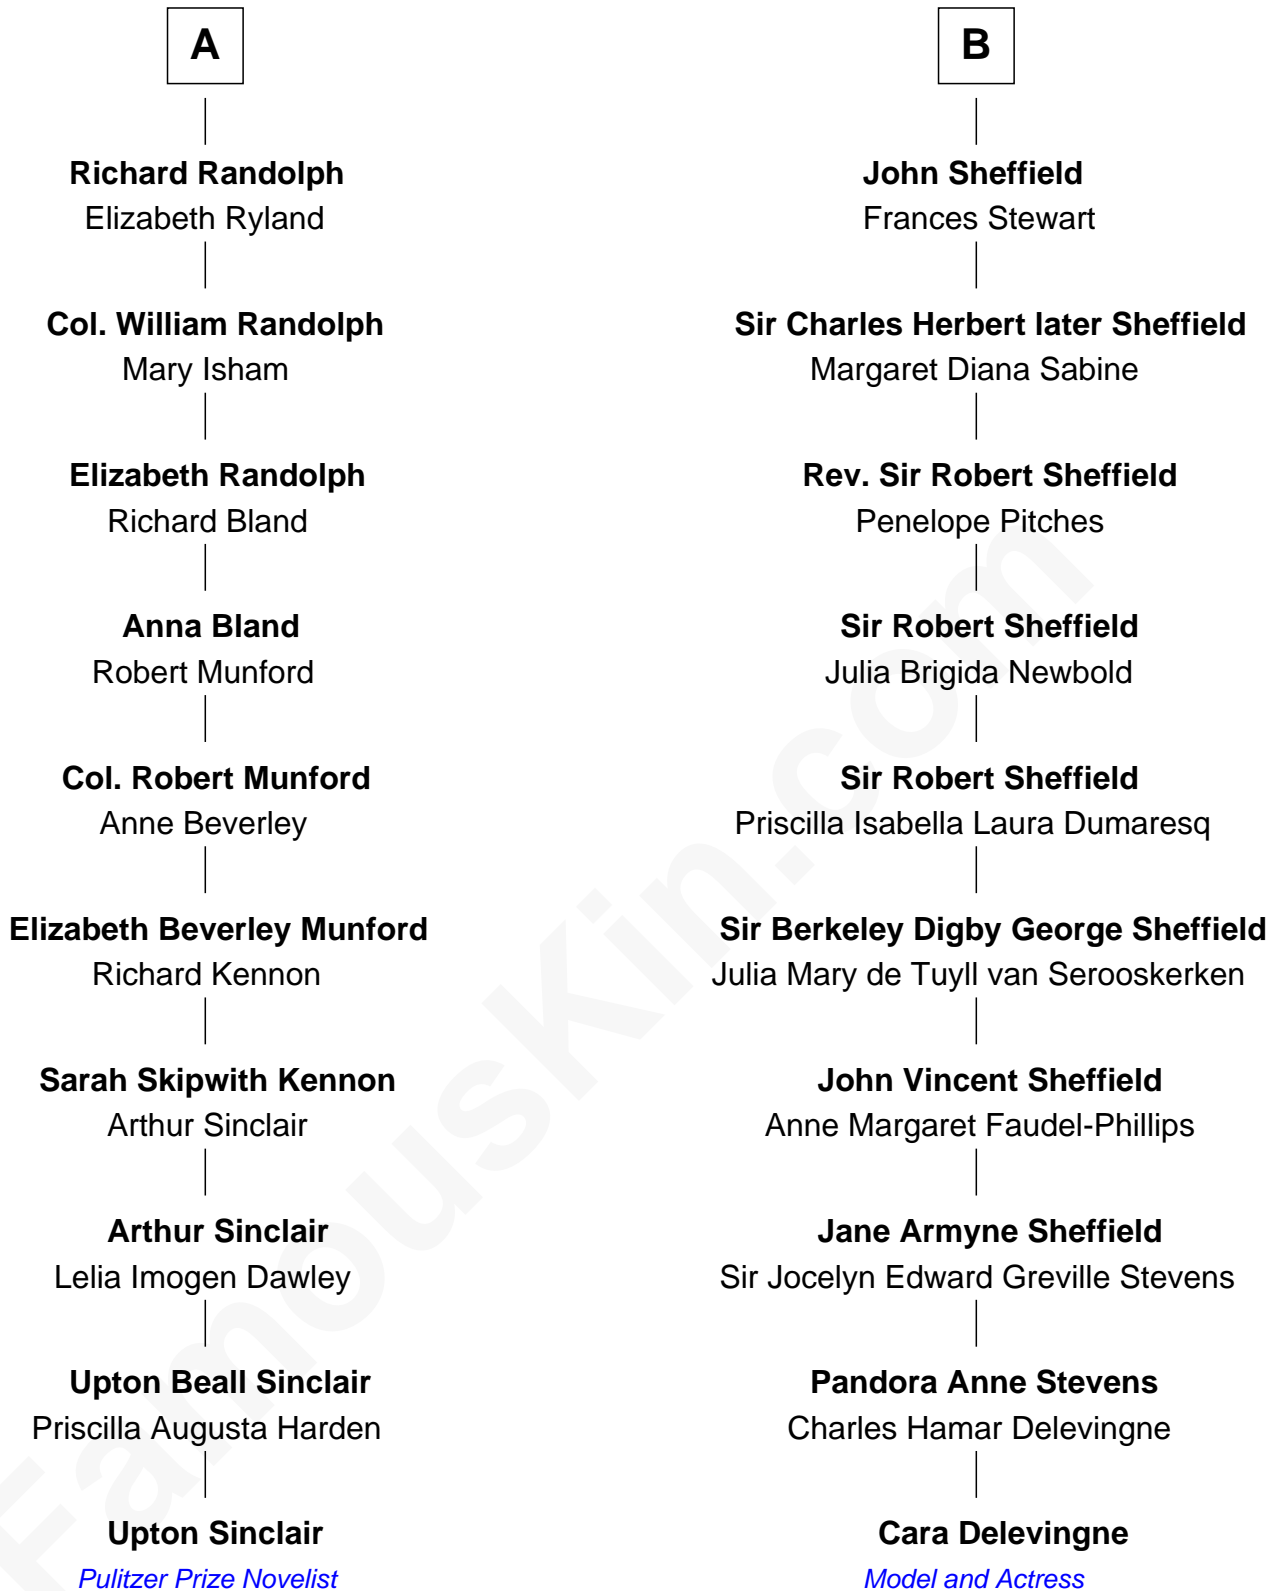 A
Richard Randolph
Elizabeth Ryland
Col. William Randolph
Mary Isham
Elizabeth Randolph
Richard Bland
Anna Bland
Robert Munford
Col. Robert Munford
Anne Beverley
Elizabeth Beverley Munford
Richard Kennon
Sarah Skipwith Kennon
Arthur Sinclair
Arthur Sinclair
Lelia Imogen Dawley
Upton Beall Sinclair
Priscilla Augusta Harden
Upton Sinclair
Pulitzer Prize Novelist
B
John Sheffield
Frances Stewart
Sir Charles Herbert later Sheffield
Margaret Diana Sabine
Rev. Sir Robert Sheffield
Penelope Pitches
Sir Robert Sheffield
Julia Brigida Newbold
Sir Robert Sheffield
Priscilla Isabella Laura Dumaresq
Sir Berkeley Digby George Sheffield
Julia Mary de Tuyll van Serooskerken
John Vincent Sheffield
Anne Margaret Faudel-Phillips
Jane Armyne Sheffield
Sir Jocelyn Edward Greville Stevens
Pandora Anne Stevens
Charles Hamar Delevingne
Cara Delevingne
Model and Actress
FamousKin.com